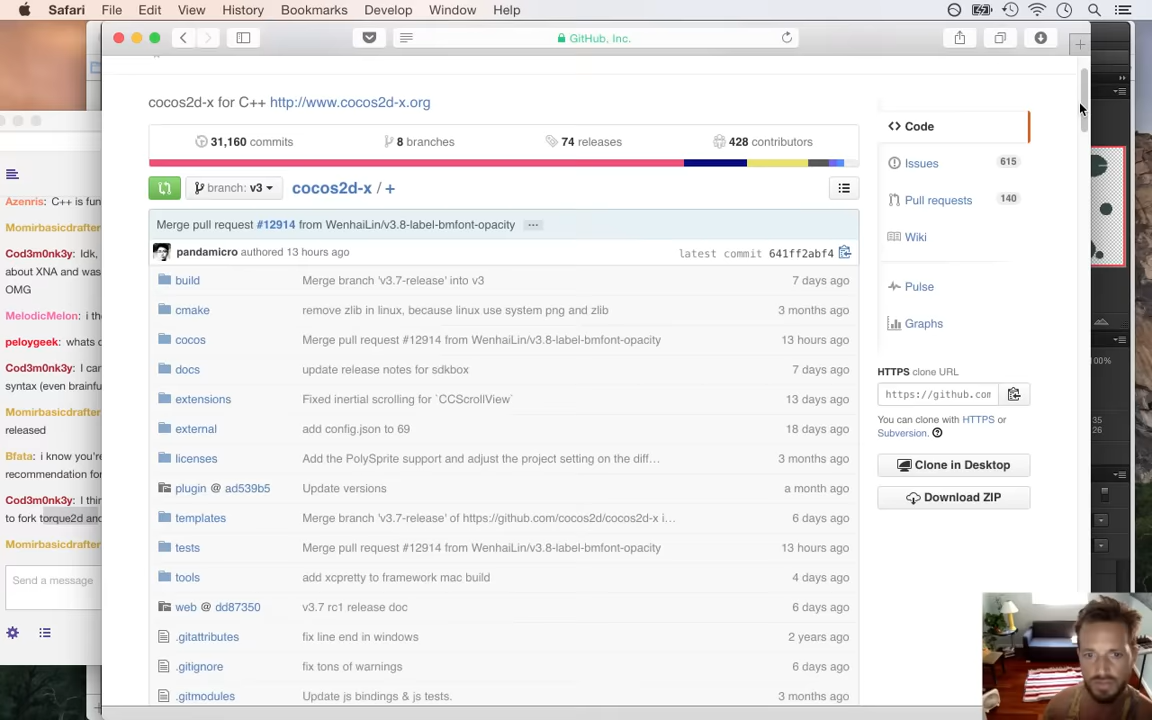 Safari File Edit View History Bookmarks Develop Window Help
GitHub, Inc.
cocos2d-x for C++ http://www.cocos2d-x.org
31,160 commits 8 branches 74 releases 428 contributors
branch: v3 cocos2d-x / +
Merge pull request #12914 from WenhaiLin/v3.8-label-bmfont-opacity ...
pandamicro authored 13 hours ago latest commit 641ff2abf4
build Merge branch 'v3.7-release' into v3 7 days ago
cmake remove zlib in linux, because linux use system png and zlib 3 months ago
cocos Merge pull request #12914 from WenhaiLin/v3.8-label-bmfont-opacity 13 hours ago
docs update release notes for sdkbox 7 days ago
extensions Fixed inertial scrolling for `CCScrollView` 13 days ago
external add config.json to 69 18 days ago
licenses Add the PolySprite support and adjust the project setting on the diff… 3 months ago
plugin @ ad539b5 Update versions a month ago
templates Merge branch 'v3.7-release' of https://github.com/cocos2d/cocos2d-x i… 6 days ago
tests Merge pull request #12914 from WenhaiLin/v3.8-label-bmfont-opacity 13 hours ago
tools add xcpretty to framework mac build 4 days ago
web @ dd87350 v3.7 rc1 release doc 6 days ago
.gitattributes fix line end in windows 2 years ago
.gitignore fix tons of warnings 6 days ago
.gitmodules Update js bindings & js tests. 3 months ago
<> Code
Issues 615
Pull requests 140
Wiki
Pulse
Graphs
HTTPS clone URL
https://github.com
You can clone with HTTPS or
Subversion.
Clone in Desktop
Download ZIP
Azenris: C++ is fun
Momirbasicdrafter
Cod3m0nk3y: Idk,
about XNA and was
OMG
MelodicMelon: i th
peloygeek: whats
Cod3m0nk3y: I car
syntax (even brainfu
Momirbasicdrafter
released
Bfata: i know you're
recommendation for
Cod3m0nk3y: I thin
to fork torque2d and
Momirbasicdrafter
Send a message
100%
35
26